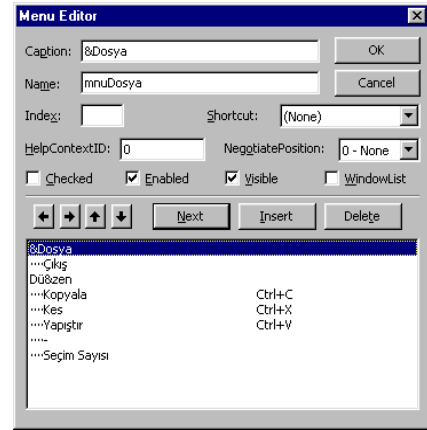 Menu Editor
Caption: &Dosya OK
Name: mnuDosya Cancel
Index: Shortcut: (None)
HelpContextID: 0 NegotiatePosition: 0 - None
Checked Enabled Visible WindowList
Next Insert Delete
&Dosya
····Çıkış
Dü&zen
····Kopyala Ctrl+C
····Kes Ctrl+X
····Yapıştır Ctrl+V
····-
····Seçim Sayısı